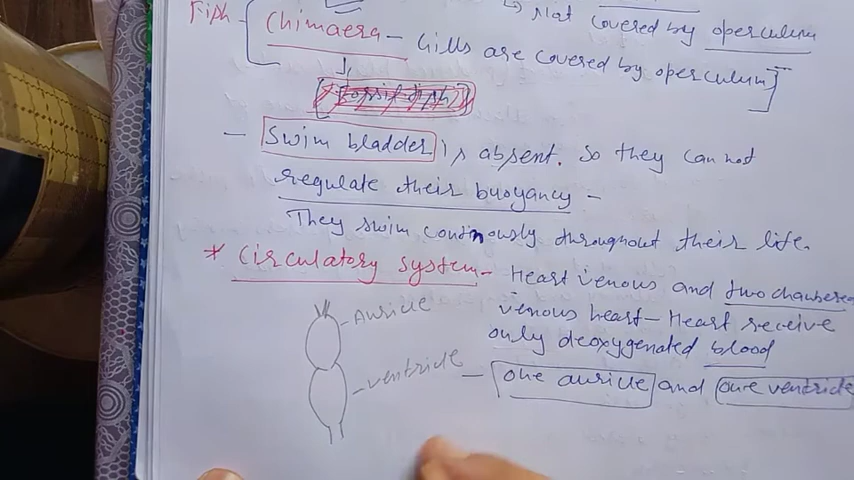 ↳ Not covered by operculum
Fiph - Chimaera - Gills are covered by operculum]
- Swim bladder is absent. So they can not
regulate their buoyancy -
They swim continously throughout their life.
* Circulatory system - Heart venous and two chambered
venous heart - Heart receive
only deoxygenated blood
Auricle
ventricle - one auricle and one ventricle